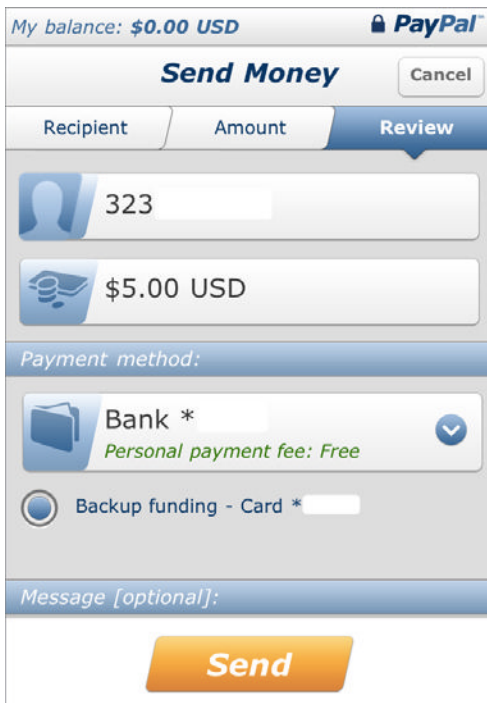 My balance: $0.00 USD
PayPal™
Send Money
Cancel
Recipient
Amount
Review
323
$5.00 USD
Payment method:
Bank *
Personal payment fee: Free
Backup funding - Card *
Message [optional]:
Send